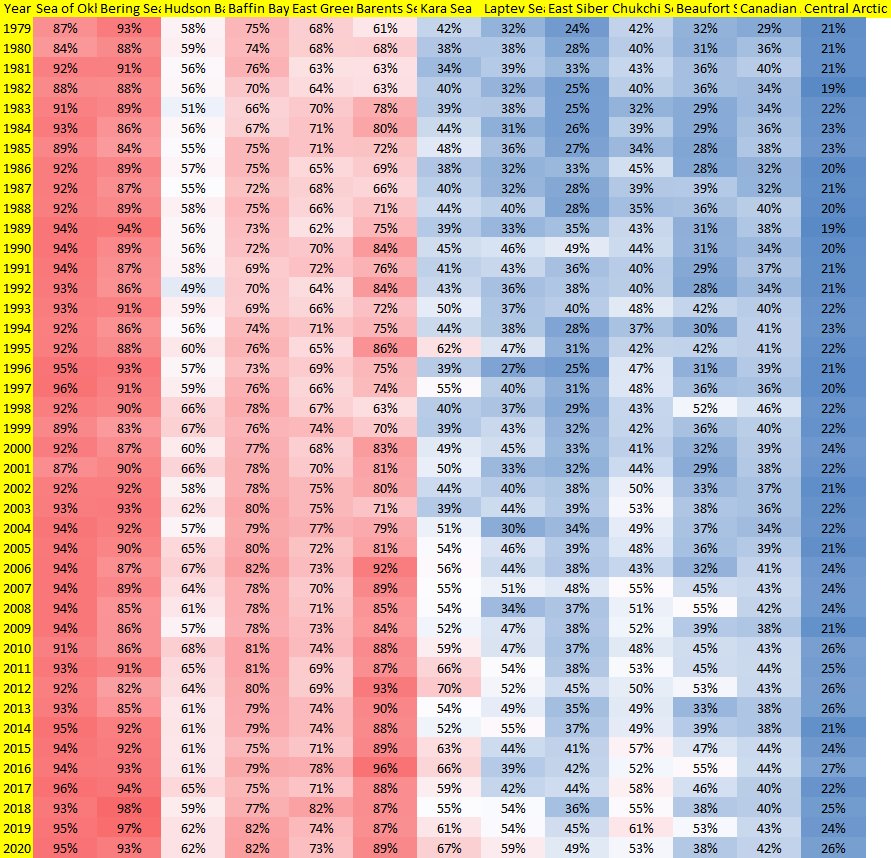 Year Sea of Okl Bering Sea Hudson Ba Baffin Bay East Greer Barents Se Kara Sea Laptev Sea East Siber Chukchi Se Beaufort S Canadian Central Arctic
1979 87% 93% 58% 75% 68% 61% 42% 32% 24% 42% 32% 29% 21%
1980 84% 88% 59% 74% 68% 68% 38% 38% 28% 40% 31% 36% 21%
1981 92% 91% 56% 76% 63% 63% 34% 39% 33% 43% 36% 40% 21%
1982 88% 88% 56% 70% 64% 63% 40% 32% 25% 40% 36% 34% 19%
1983 91% 89% 51% 66% 70% 78% 39% 38% 25% 32% 29% 34% 22%
1984 93% 86% 56% 67% 71% 80% 44% 31% 26% 39% 29% 36% 23%
1985 89% 84% 55% 75% 71% 72% 48% 36% 27% 34% 28% 38% 23%
1986 92% 89% 57% 75% 65% 69% 38% 32% 33% 45% 28% 32% 20%
1987 92% 87% 55% 72% 68% 66% 40% 32% 28% 39% 39% 32% 21%
1988 92% 89% 58% 75% 66% 71% 44% 40% 28% 35% 36% 40% 20%
1989 94% 94% 56% 73% 62% 75% 39% 33% 35% 43% 31% 38% 19%
1990 94% 89% 56% 72% 70% 84% 45% 46% 49% 44% 31% 34% 20%
1991 94% 87% 58% 69% 72% 76% 41% 43% 36% 40% 29% 37% 21%
1992 93% 86% 49% 70% 64% 84% 43% 36% 38% 40% 28% 34% 21%
1993 93% 91% 59% 69% 66% 72% 50% 37% 40% 48% 42% 40% 22%
1994 92% 86% 56% 74% 71% 75% 44% 38% 28% 37% 30% 41% 23%
1995 92% 88% 60% 76% 65% 86% 62% 47% 31% 42% 42% 41% 22%
1996 96% 93% 57% 73% 69% 75% 39% 27% 25% 47% 31% 39% 21%
1997 96% 91% 59% 76% 66% 74% 55% 40% 31% 48% 36% 36% 20%
1998 92% 90% 66% 78% 67% 63% 40% 37% 29% 43% 52% 46% 22%
1999 89% 83% 67% 76% 74% 70% 39% 43% 32% 42% 36% 40% 22%
2000 92% 87% 60% 77% 68% 83% 49% 45% 33% 41% 32% 39% 24%
2001 87% 90% 66% 78% 70% 81% 50% 33% 32% 44% 29% 38% 22%
2002 92% 92% 58% 78% 75% 80% 44% 40% 38% 50% 33% 37% 21%
2003 93% 93% 62% 80% 75% 71% 39% 44% 39% 53% 38% 36% 22%
2004 94% 92% 57% 79% 77% 79% 51% 30% 34% 49% 37% 34% 22%
2005 94% 90% 65% 80% 72% 81% 54% 46% 39% 48% 36% 39% 21%
2006 94% 87% 67% 82% 73% 92% 56% 44% 38% 43% 32% 41% 24%
2007 94% 89% 64% 78% 70% 89% 55% 51% 48% 55% 45% 43% 24%
2008 94% 85% 61% 78% 71% 85% 54% 34% 37% 51% 55% 42% 24%
2009 94% 86% 57% 78% 73% 84% 52% 47% 38% 52% 39% 38% 21%
2010 91% 86% 68% 81% 74% 88% 59% 47% 37% 48% 45% 43% 26%
2011 93% 91% 65% 81% 69% 87% 66% 54% 38% 53% 45% 44% 25%
2012 92% 82% 64% 80% 69% 93% 70% 52% 45% 50% 53% 43% 26%
2013 93% 85% 61% 79% 74% 90% 54% 49% 35% 49% 33% 38% 26%
2014 95% 92% 61% 79% 74% 88% 52% 55% 37% 49% 39% 38% 21%
2015 94% 92% 61% 75% 71% 89% 63% 44% 41% 57% 47% 44% 24%
2016 94% 93% 61% 79% 78% 96% 66% 39% 42% 52% 55% 44% 27%
2017 96% 94% 65% 75% 71% 88% 59% 42% 44% 58% 46% 40% 22%
2018 93% 98% 59% 77% 82% 87% 55% 54% 36% 55% 38% 40% 25%
2019 95% 97% 62% 82% 74% 87% 61% 54% 45% 61% 53% 43% 24%
2020 95% 93% 62% 82% 73% 89% 67% 59% 49% 53% 38% 42% 26%